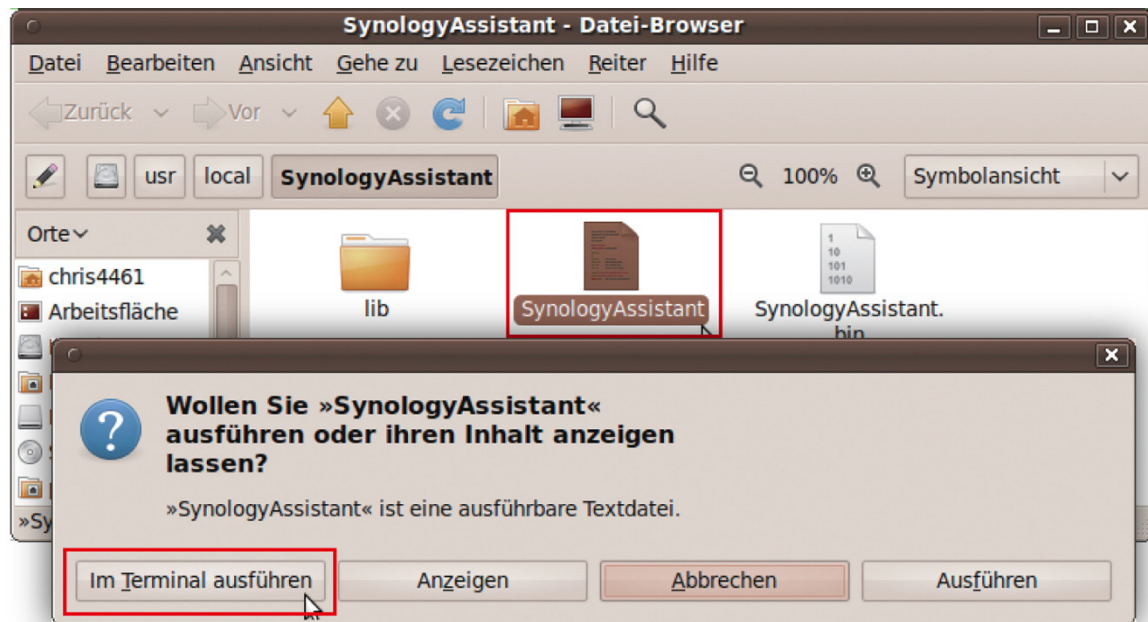 SynologyAssistant - Datei-Browser
Datei Bearbeiten Ansicht Gehe zu Lesezeichen Reiter Hilfe
Zurück Vor
usr local SynologyAssistant 100% Symbolansicht
Orte
chris4461
Arbeitsfläche
lib
SynologyAssistant
SynologyAssistant.
bin
1
10
101
1010
»Sy
Wollen Sie »SynologyAssistant«
ausführen oder ihren Inhalt anzeigen
lassen?
»SynologyAssistant« ist eine ausführbare Textdatei.
Im Terminal ausführen Anzeigen Abbrechen Ausführen